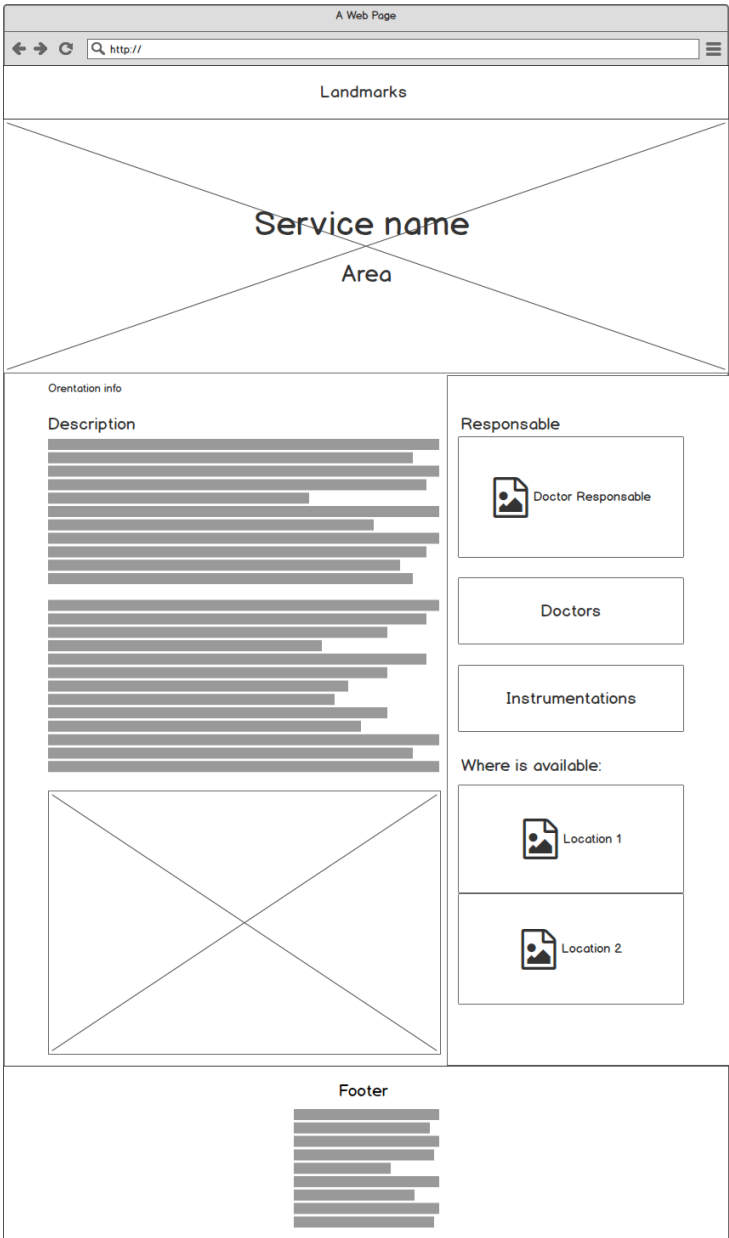 A Web Page
http://
Landmarks
Service name
Area
Orentation info
Description
Responsable
Doctor Responsable
Doctors
Instrumentations
Where is available:
Location 1
Location 2
Footer